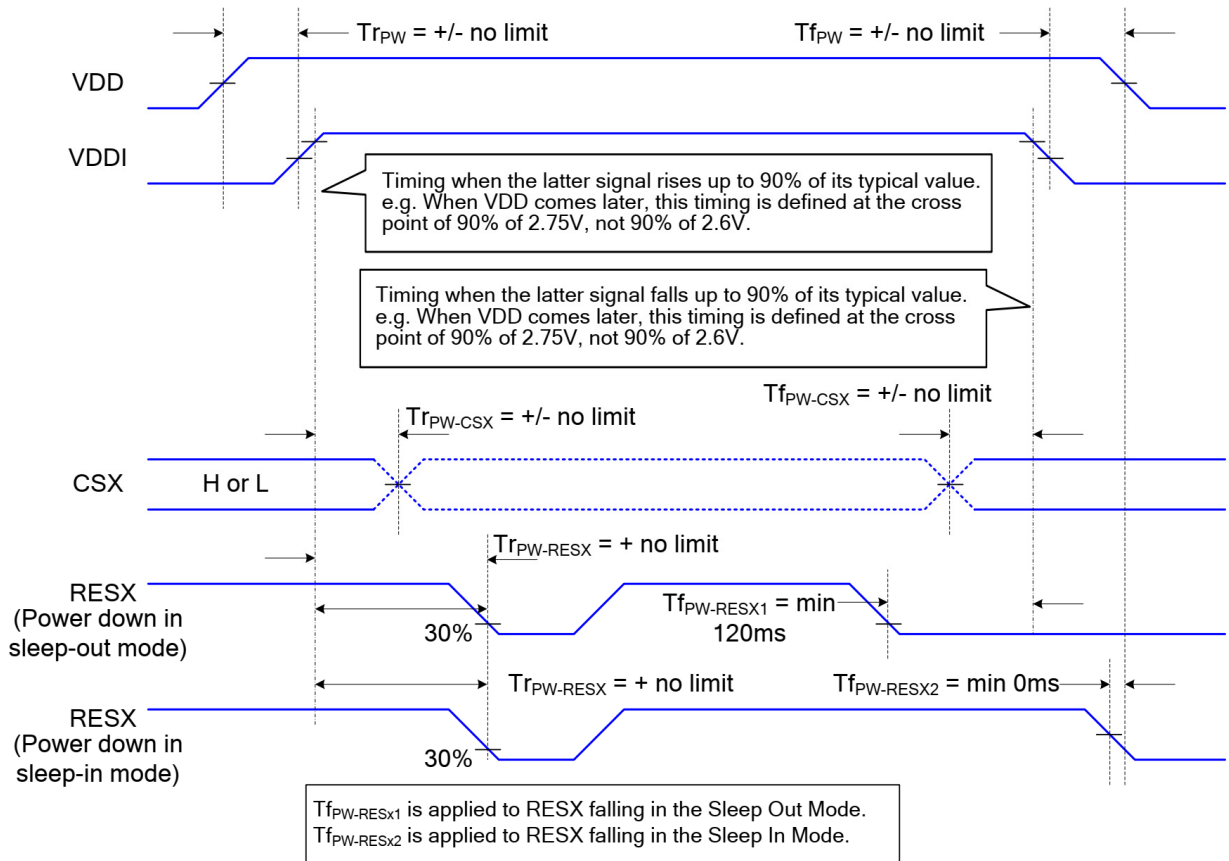 TrPW = +/- no limit
TfPW = +/- no limit
VDD
VDDI
Timing when the latter signal rises up to 90% of its typical value.
e.g. When VDD comes later, this timing is defined at the cross
point of 90% of 2.75V, not 90% of 2.6V.
Timing when the latter signal falls up to 90% of its typical value.
e.g. When VDD comes later, this timing is defined at the cross
point of 90% of 2.75V, not 90% of 2.6V.
TrPW-CSX = +/- no limit
TfPW-CSX = +/- no limit
CSX
H or L
TrPW-RESX = + no limit
RESX
(Power down in
sleep-out mode)
30%
TfPW-RESX1 = min
120ms
TrPW-RESX = + no limit
TfPW-RESX2 = min 0ms
RESX
(Power down in
sleep-in mode)
30%
TfPW-RESx1 is applied to RESX falling in the Sleep Out Mode.
TfPW-RESx2 is applied to RESX falling in the Sleep In Mode.